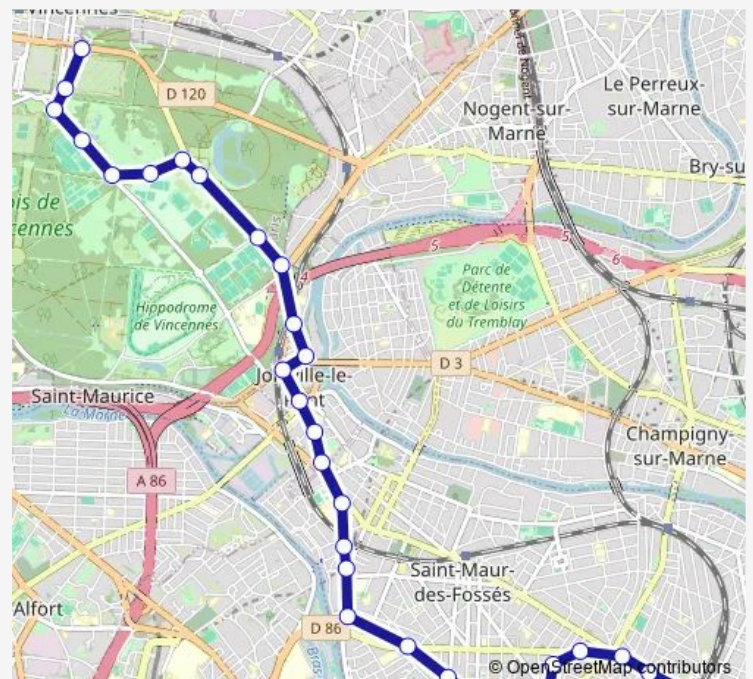 Vincennes
D 120
Nogent-sur-
Marne
Le Perreux-
sur-Marne
Bry-su
is de
cennes
4
5
5
6
Parc de
Détente
et de Loisirs
du Tremblay
Hippodrome
de Vincennes
Joinville-le-
Pont
D 3
Saint-Maurice
La Marne
A 86
Champigny-
sur-Marne
Saint-Maur-
des-Fossés
Alfort
D 86
Bras
© OpenStreetMap contributors